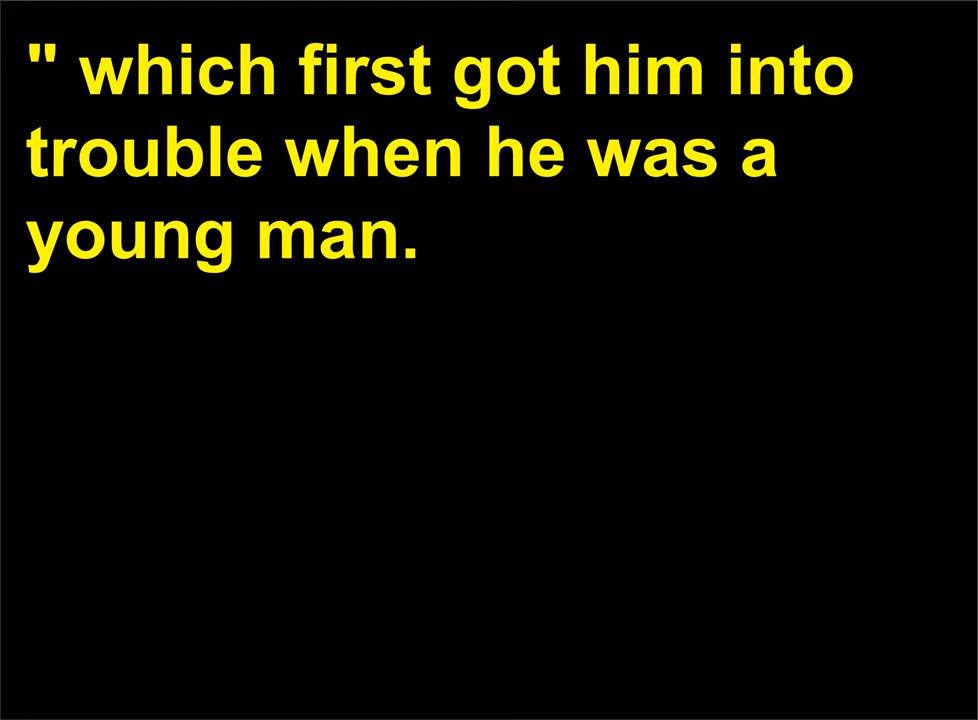 " which first got him into
trouble when he was a
young man.